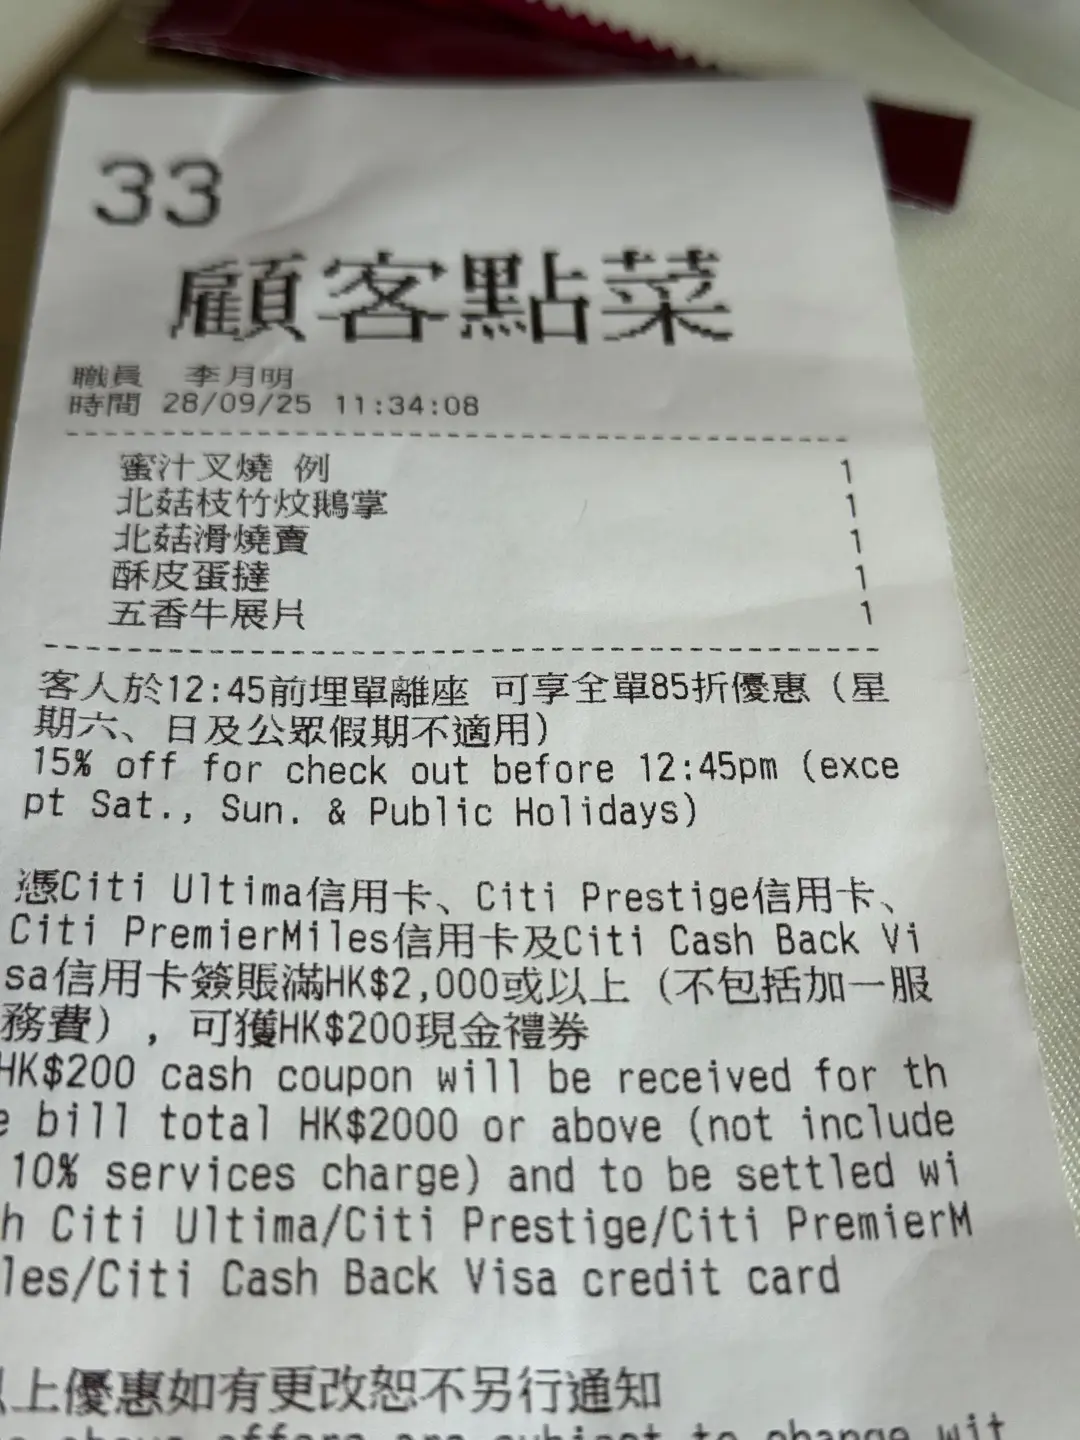 33
顧客點菜
職員 李月明
時間 28/09/25 11:34:08
蜜汁叉燒 例 1
北菇枝竹炆鵝掌 1
北菇滑燒賣 1
酥皮蛋撻 1
五香牛展片 1
客人於12:45前埋單離座 可享全單85折優惠（星
期六、日及公眾假期不適用）
15% off for check out before 12:45pm (exce
pt Sat., Sun. & Public Holidays)
憑Citi Ultima信用卡、Citi Prestige信用卡、
Citi PremierMiles信用卡及Citi Cash Back Vi
sa信用卡簽賬滿HK$2,000或以上（不包括加一服
務費）, 可獲HK$200現金禮券
HK$200 cash coupon will be received for th
e bill total HK$2000 or above (not include
10% services charge) and to be settled wi
h Citi Ultima/Citi Prestige/Citi PremierM
les/Citi Cash Back Visa credit card
以上優惠如有更改恕不另行通知
above offers are subject to change wit